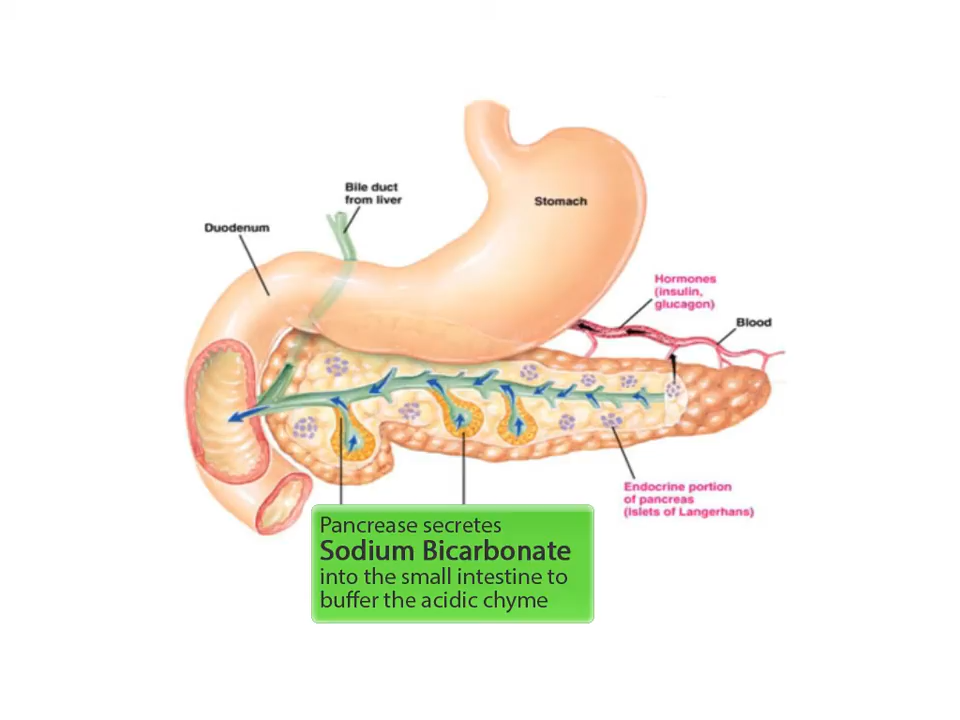 Bile duct
from liver
Stomach
Duodenum
Hormones
(insulin,
glucagon)
Blood
Endocrine portion
of pancreas
(Islets of Langerhans)
Pancrease secretes
Sodium Bicarbonate
into the small intestine to
buffer the acidic chyme